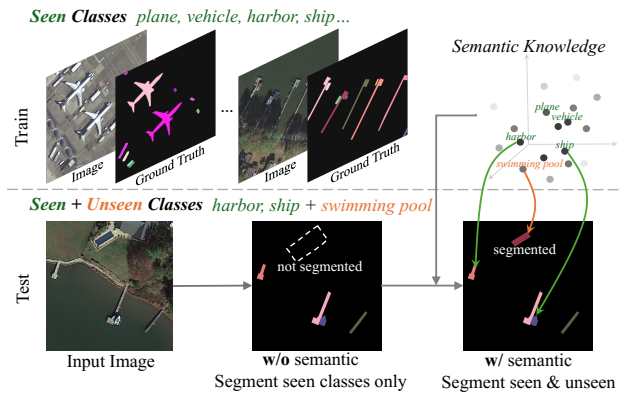 Seen Classes plane, vehicle, harbor, ship...
Semantic Knowledge
Train
Image
Ground Truth
...
Image
Ground Truth
plane
vehicle
harbor
ship
swimming pool
Seen + Unseen Classes harbor, ship + swimming pool
Test
not segmented
segmented
Input Image
w/o semantic
Segment seen classes only
w/ semantic
Segment seen & unseen